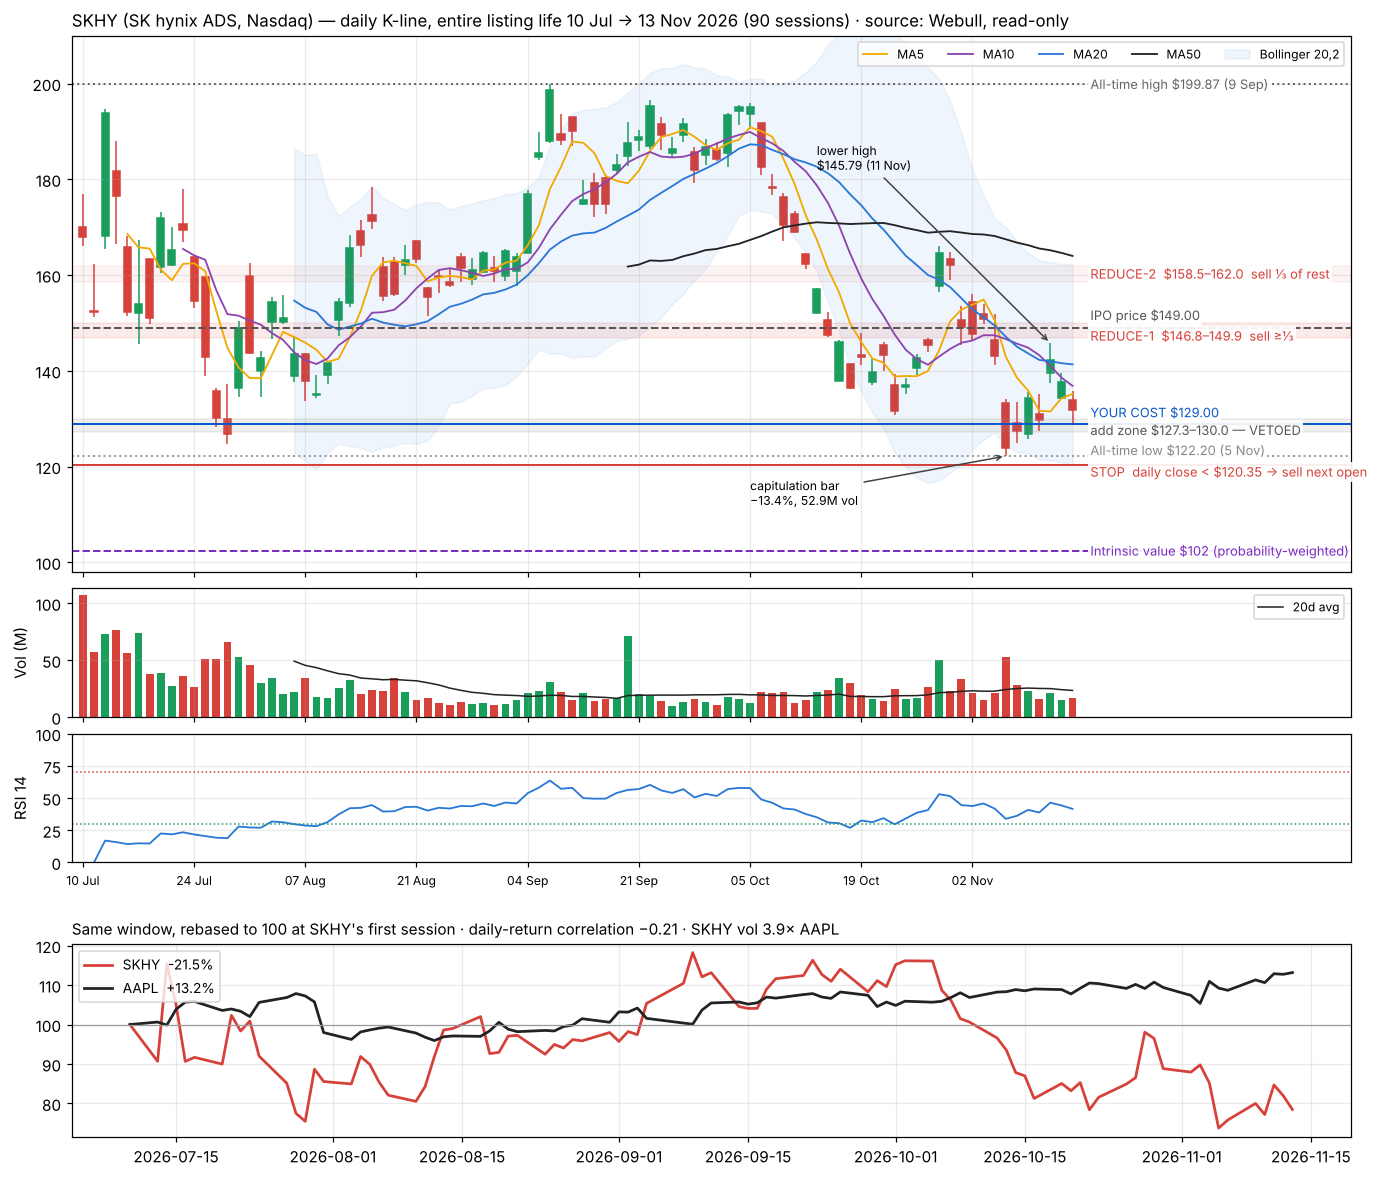 SKHY (SK hynix ADS, Nasdaq) — daily K-line, entire listing life 10 Jul → 13 Nov 2026 (90 sessions) · source: Webull, read-only
MA5 MA10 MA20 MA50 Bollinger 20,2
200
All-time high $199.87 (9 Sep)
lower high
$145.79 (11 Nov)
180
160
REDUCE-2 $158.5–162.0 sell ⅓ of rest
IPO price $149.00
REDUCE-1 $146.8–149.9 sell ≥⅓
140
YOUR COST $129.00
add zone $127.3–130.0 — VETOED
All-time low $122.20 (5 Nov)
120
STOP daily close < $120.35 → sell next open
capitulation bar
−13.4%, 52.9M vol
Intrinsic value $102 (probability-weighted)
100
100
20d avg
Vol (M)
50
0
100
75
RSI 14
50
25
0
10 Jul 24 Jul 07 Aug 21 Aug 04 Sep 21 Sep 05 Oct 19 Oct 02 Nov
Same window, rebased to 100 at SKHY's first session · daily-return correlation −0.21 · SKHY vol 3.9× AAPL
120
SKHY −21.5%
AAPL +13.2%
110
100
90
80
2026-07-15 2026-08-01 2026-08-15 2026-09-01 2026-09-15 2026-10-01 2026-10-15 2026-11-01 2026-11-15